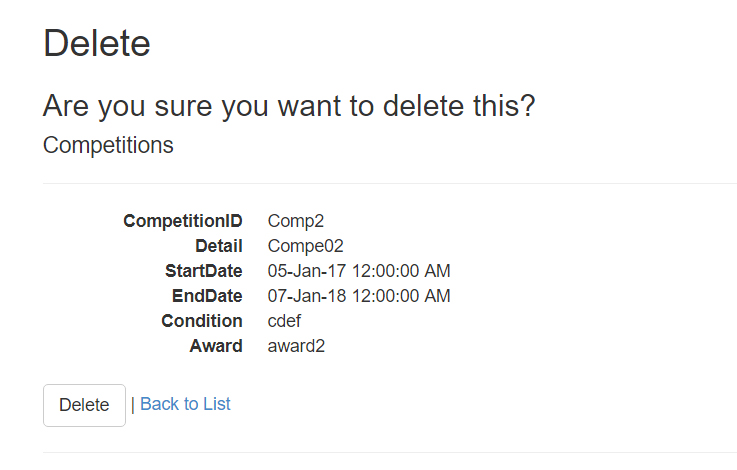 Delete
Are you sure you want to delete this?
Competitions
CompetitionID Comp2
Detail Compe02
StartDate 05-Jan-17 12:00:00 AM
EndDate 07-Jan-18 12:00:00 AM
Condition cdef
Award award2
Delete | Back to List